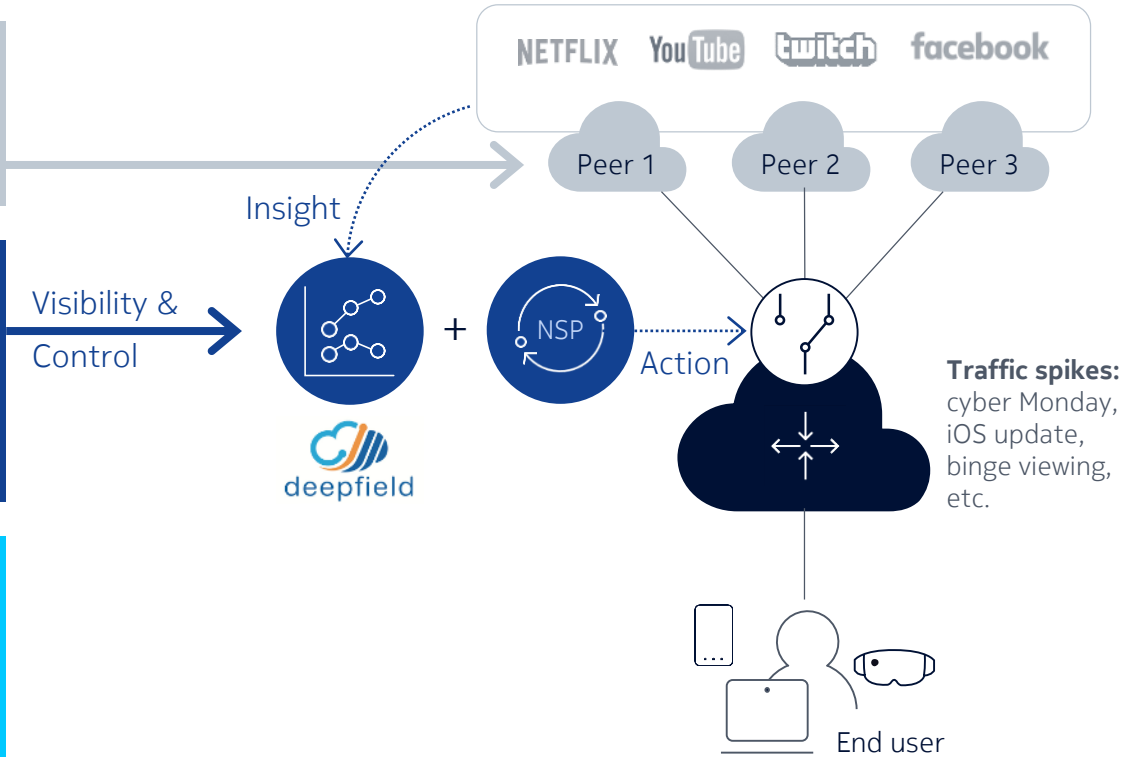 NETFLIX YouTube twitch facebook
Peer 1 Peer 2 Peer 3
Insight
Visibility &
Control
+
NSP
Action
deepfield
Traffic spikes:
cyber Monday,
iOS update,
binge viewing,
etc.
End user